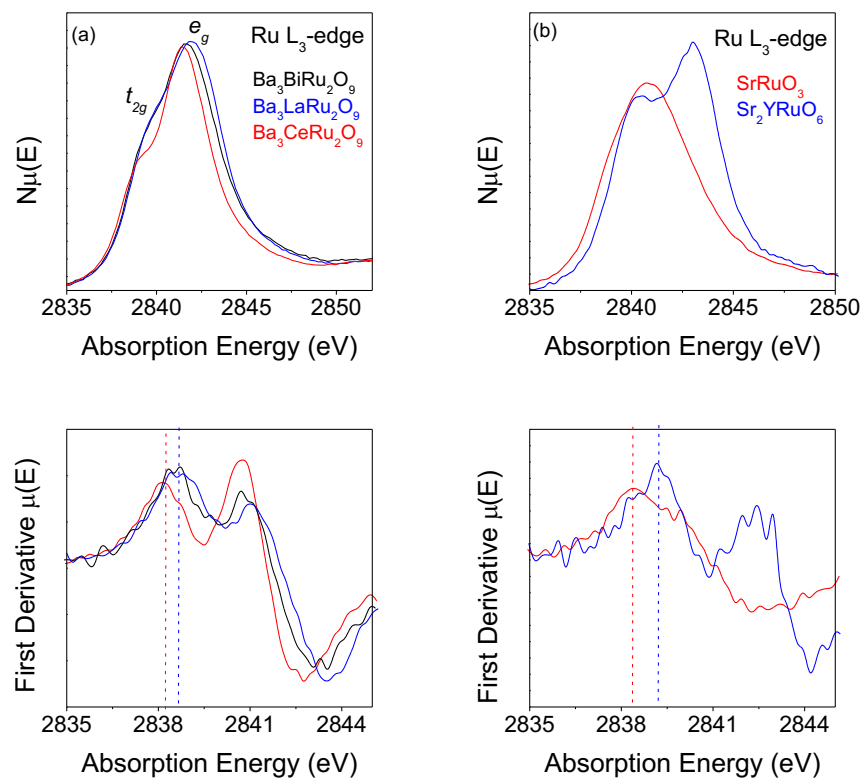 (a)
e_g
Ru L₃-edge
t_2g
Ba₃BiRu₂O₉
Ba₃LaRu₂O₉
Ba₃CeRu₂O₉
Nμ(E)
2835 2840 2845 2850
Absorption Energy (eV)
(b)
Ru L₃-edge
SrRuO₃
Sr₂YRuO₆
Nμ(E)
2835 2840 2845 2850
Absorption Energy (eV)
First Derivative μ(E)
2835 2838 2841 2844
Absorption Energy (eV)
First Derivative μ(E)
2835 2838 2841 2844
Absorption Energy (eV)